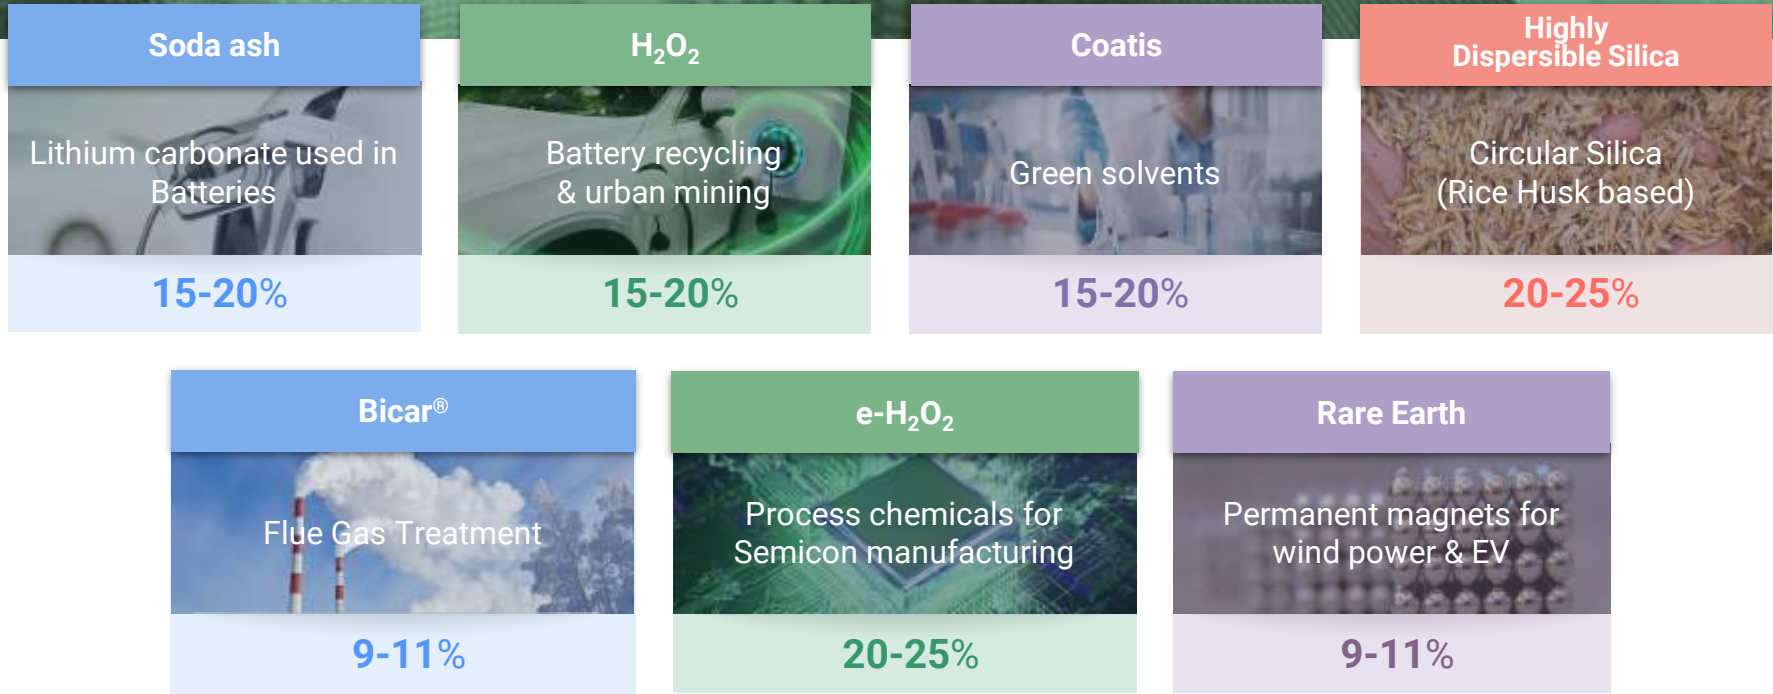 Soda ash
Lithium carbonate used in
Batteries
15-20%
H₂O₂
Battery recycling
& urban mining
15-20%
Coatis
Green solvents
15-20%
Highly
Dispersible Silica
Circular Silica
(Rice Husk based)
20-25%
Bicar®
Flue Gas Treatment
9-11%
e-H₂O₂
Process chemicals for
Semicon manufacturing
20-25%
Rare Earth
Permanent magnets for
wind power & EV
9-11%